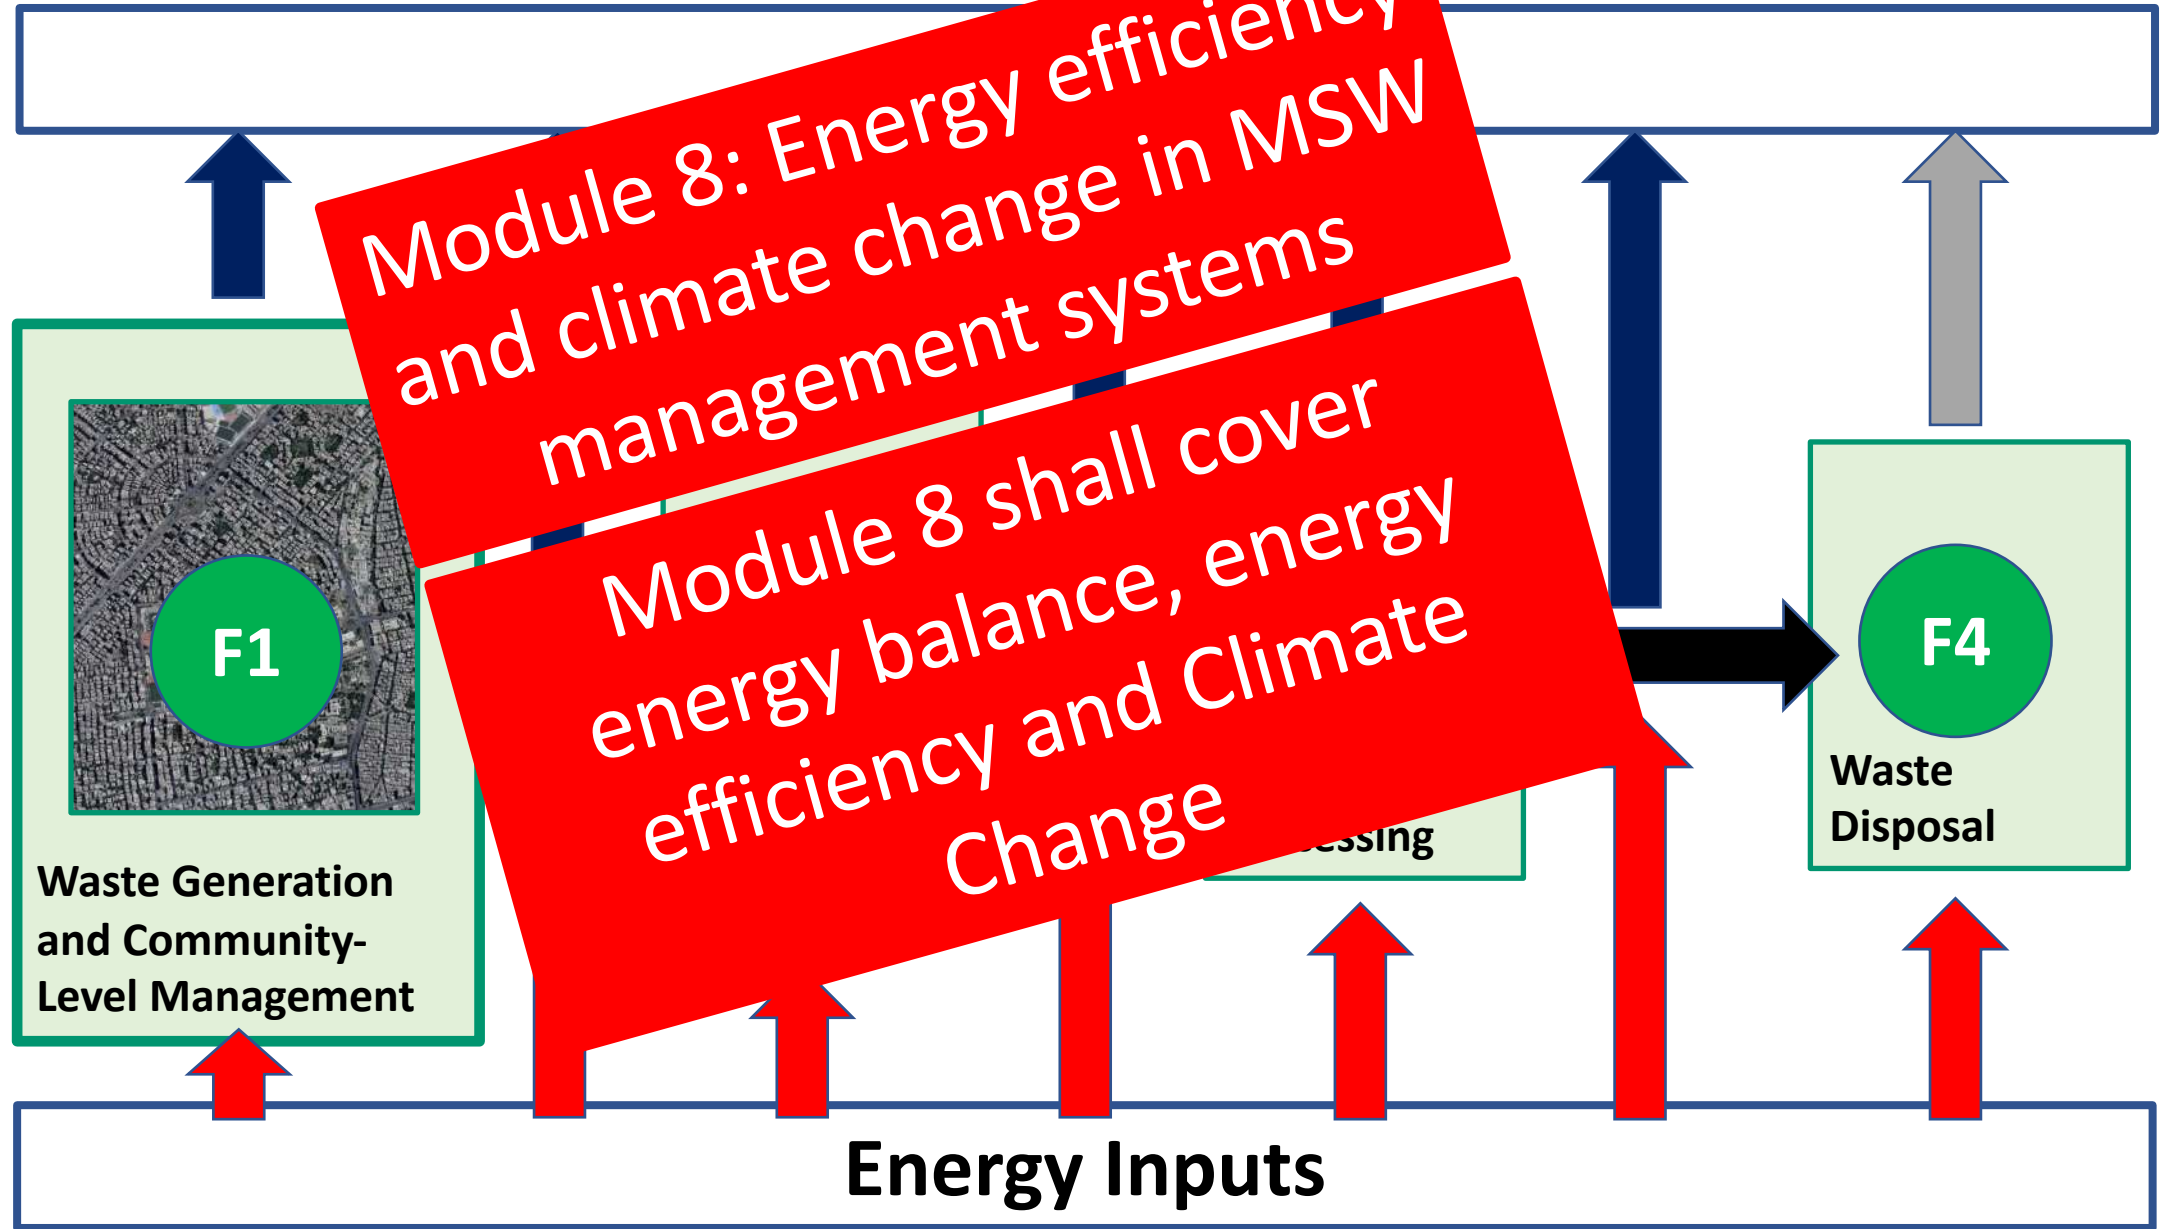 Module 8: Energy efficiency
and climate change in MSW
management systems
Module 8 shall cover
energy balance, energy
efficiency and Climate
Change
F1
Waste Generation
and Community-
Level Management
F4
Waste
Disposal
Energy Inputs